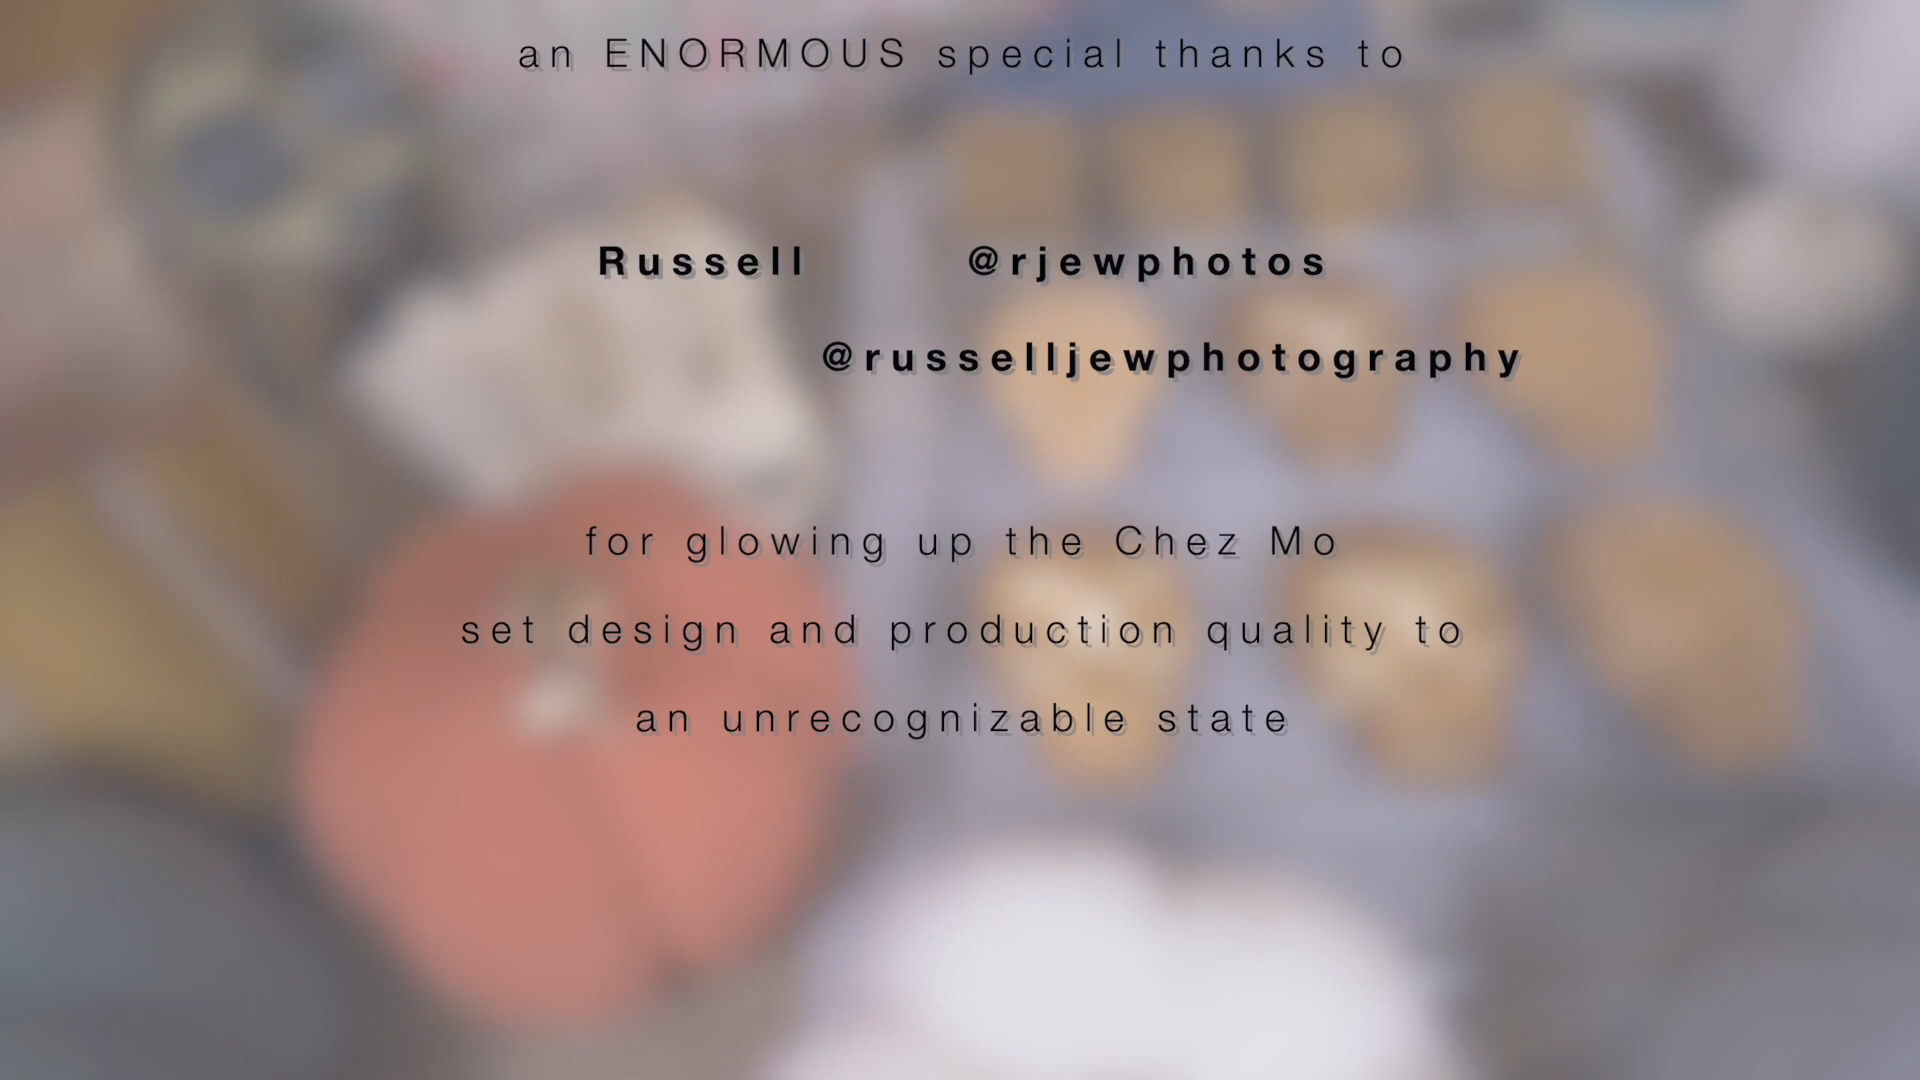 an ENORMOUS special thanks to
Russell @rjewphotos
@russelljewphotography
for glowing up the Chez Mo
set design and production quality to
an unrecognizable state